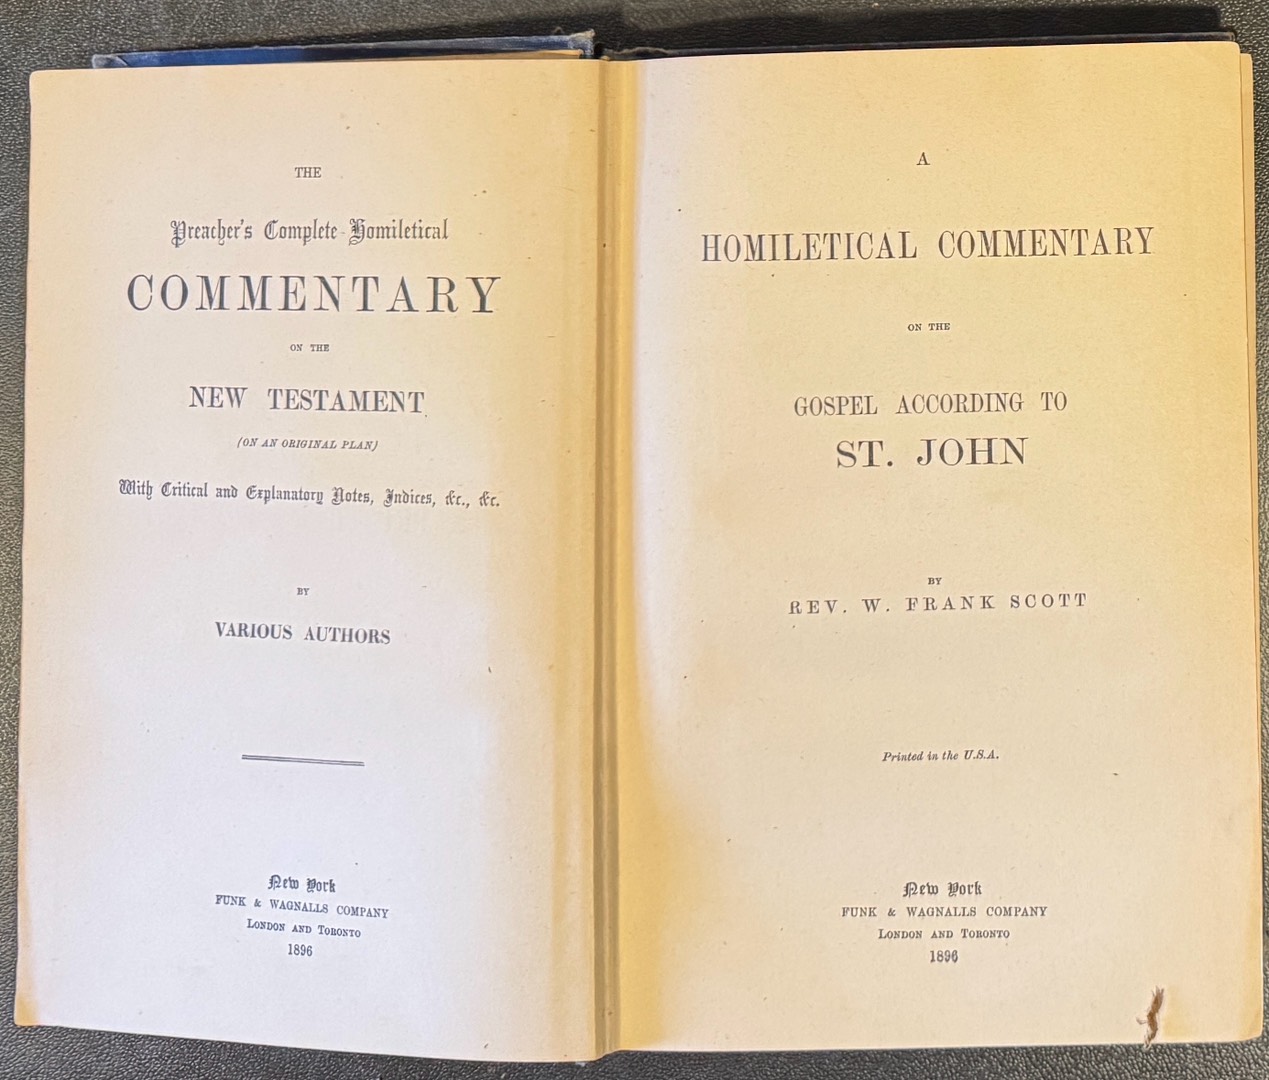 THE
Preacher's Complete Homiletical
COMMENTARY
ON THE
NEW TESTAMENT
(ON AN ORIGINAL PLAN)
With Critical and Explanatory Notes, Indices, &c., &c.
BY
VARIOUS AUTHORS
New York
FUNK & WAGNALLS COMPANY
LONDON AND TORONTO
1896
A
HOMILETICAL COMMENTARY
ON THE
GOSPEL ACCORDING TO
ST. JOHN
BY
REV. W. FRANK SCOTT
Printed in the U.S.A.
New York
FUNK & WAGNALLS COMPANY
LONDON AND TORONTO
1896